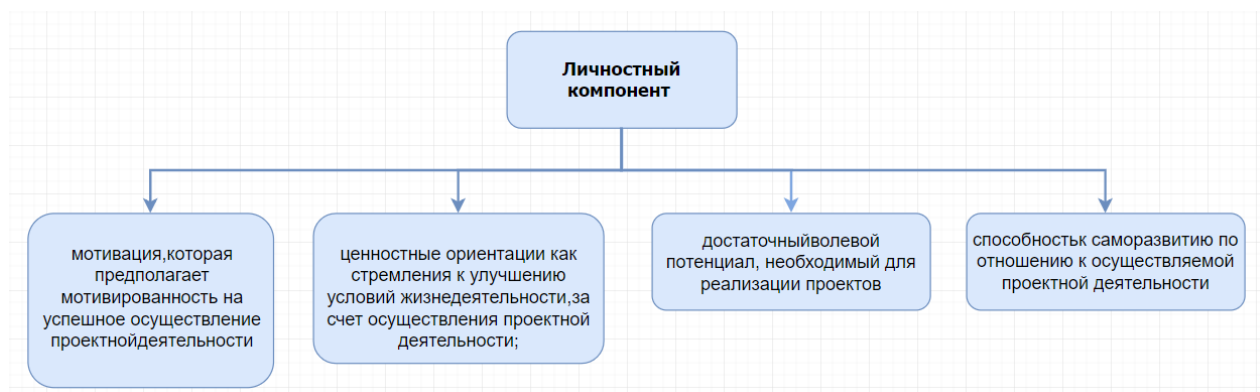 Личностный
компонент
мотивация,которая
предполагает
мотивированность на
успешное осуществление
проектнойдеятельности
ценностные ориентации как
стремления к улучшению
условий жизнедеятельности,за
счет осуществления проектной
деятельности;
достаточныйволевой
потенциал, необходимый для
реализации проектов
способностьк саморазвитию по
отношению к осуществляемой
проектной деятельности